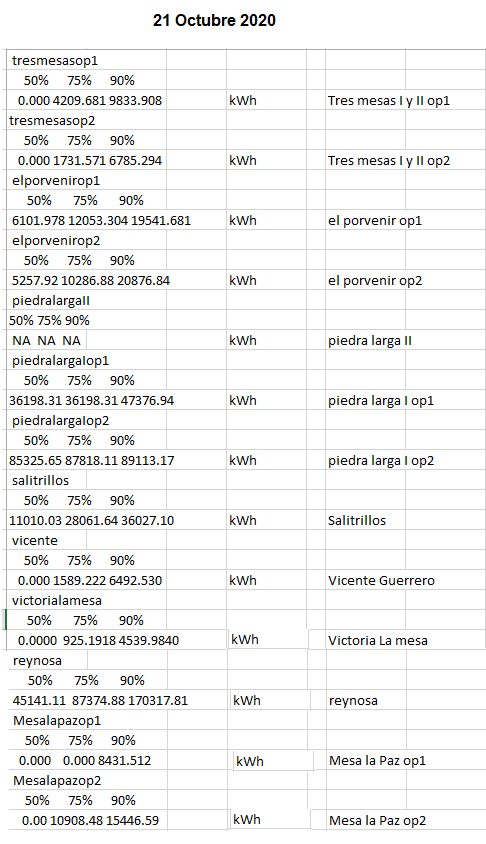 21 Octubre 2020
tresmesasop1
50% 75% 90%
0.000 4209.681 9833.908 kWh Tres mesas I y II op1
tresmesasop2
50% 75% 90%
0.000 1731.571 6785.294 kWh Tres mesas I y II op2
elporvenirop1
50% 75% 90%
6101.978 12053.304 19541.681 kWh el porvenir op1
elporvenirop2
50% 75% 90%
5257.92 10286.88 20876.84 kWh el porvenir op2
piedralargaII
50% 75% 90%
NA NA NA kWh piedra larga II
piedralargaIop1
50% 75% 90%
36198.31 36198.31 47376.94 kWh piedra larga I op1
piedralargaIop2
50% 75% 90%
85325.65 87818.11 89113.17 kWh piedra larga I op2
salitrillos
50% 75% 90%
11010.03 28061.64 36027.10 kWh Salitrillos
vicente
50% 75% 90%
0.000 1589.222 6492.530 kWh Vicente Guerrero
victorialamesa
50% 75% 90%
0.0000 925.1918 4539.9840 kWh Victoria La mesa
reynosa
50% 75% 90%
45141.11 87374.88 170317.81 kWh reynosa
Mesalapazop1
50% 75% 90%
0.000 0.000 8431.512 kWh Mesa la Paz op1
Mesalapazop2
50% 75% 90%
0.00 10908.48 15446.59 kWh Mesa la Paz op2